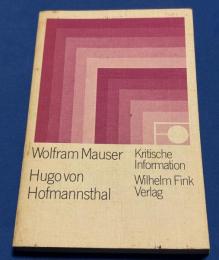 Wolfram Mauser
Hugo von
Hofmannsthal
Kritische
Information
Wilhelm Fink
Verlag